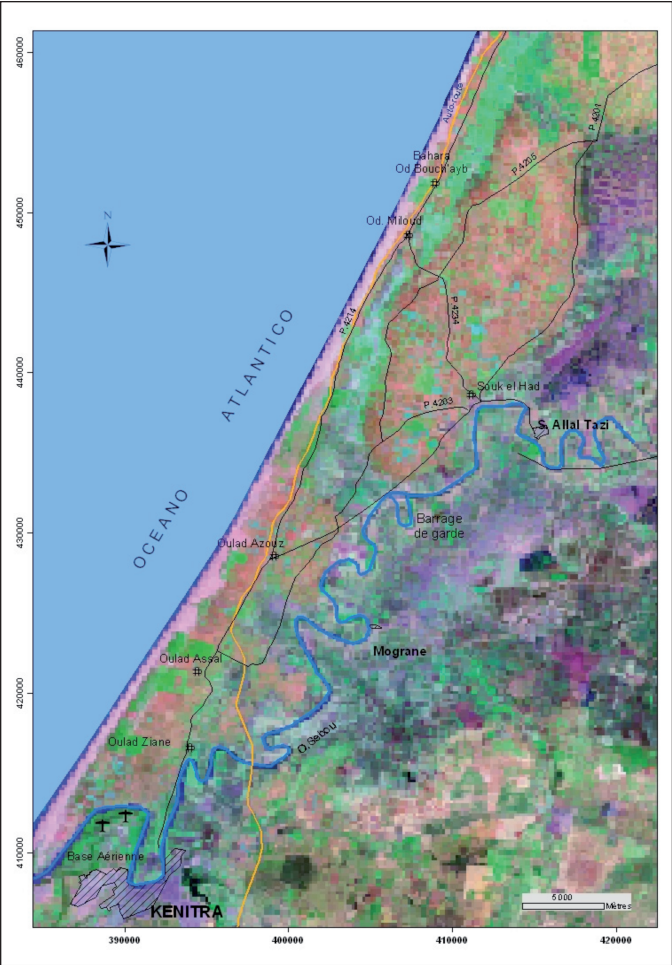 460000
Autoroute
P.4201
Bahara
Od.Bouch'ayb
P.4205
450000
Od. Miloud
N
P.4214
P.4234
ATLANTICO
440000
Souk el Had
P.4203
S. Allal Tazi
OCEANO
430000
Barrage
de garde
Oulad Azouz
Mograne
Oulad Assal
420000
Oulad Ziane
O.Sebou
410000
Base Aérienne
KENITRA
5 000
Mètres
390000
400000
410000
420000